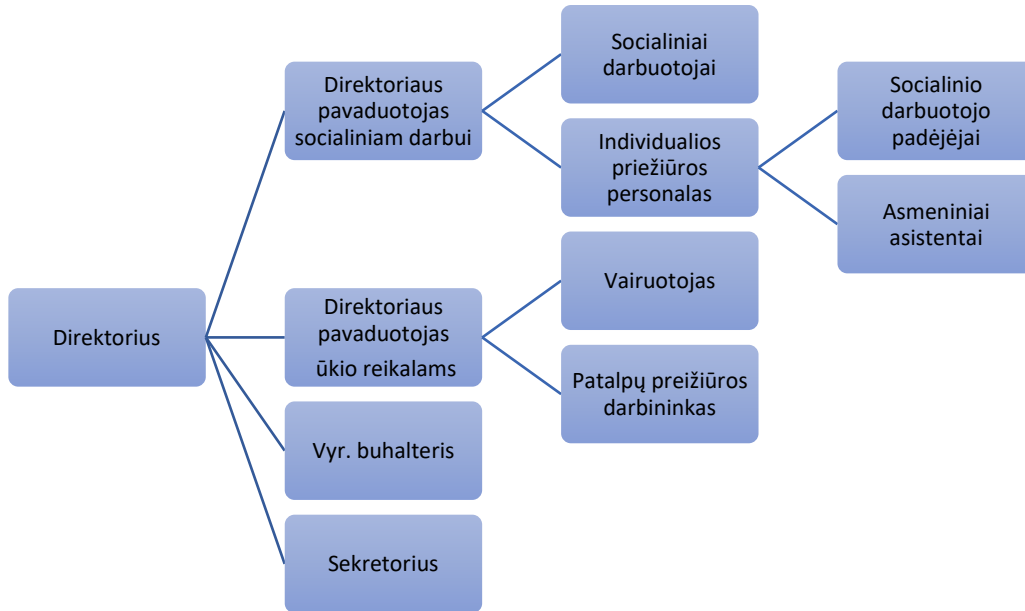 Direktorius
Direktoriaus
pavaduotojas
socialiniam darbui
Socialiniai
darbuotojai
Individualios
priežiūros
personalas
Socialinio
darbuotojo
padėjėjai
Asmeniniai
asistentai
Direktoriaus
pavaduotojas
ūkio reikalams
Vairuotojas
Patalpų preižiūros
darbininkas
Vyr. buhalteris
Sekretorius